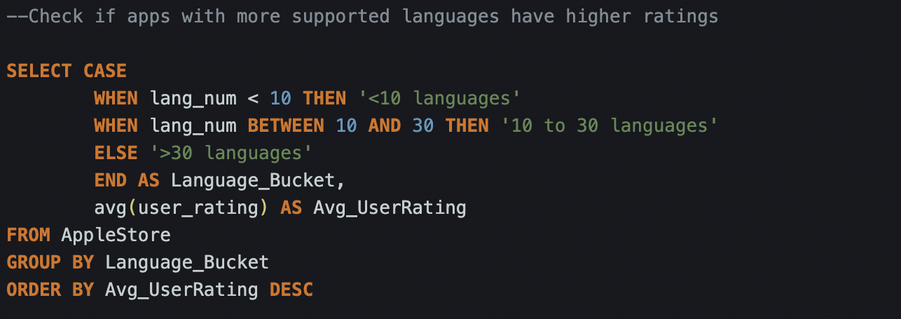 --Check if apps with more supported languages have higher ratings
SELECT CASE
WHEN lang_num < 10 THEN '<10 languages'
WHEN lang_num BETWEEN 10 AND 30 THEN '10 to 30 languages'
ELSE '>30 languages'
END AS Language_Bucket,
avg(user_rating) AS Avg_UserRating
FROM AppleStore
GROUP BY Language_Bucket
ORDER BY Avg_UserRating DESC